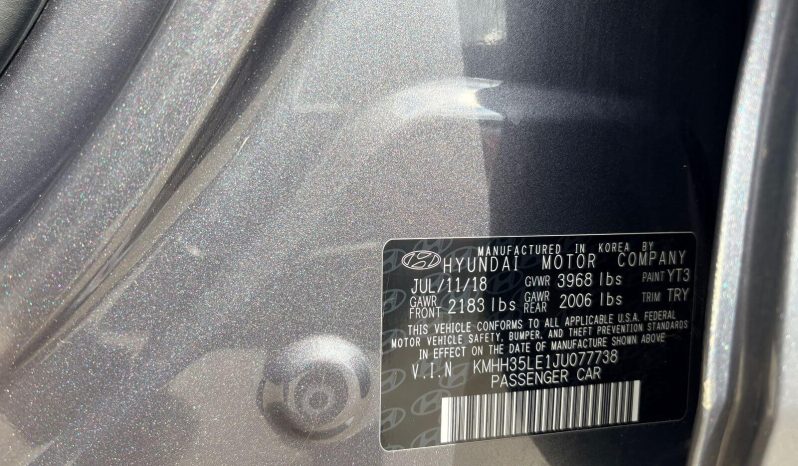 MANUFACTURED IN KOREA BY
HYUNDAI MOTOR COMPANY
JUL/11/18 GVWR 3968 lbs PAINT YT3
GAWR FRONT 2183 lbs GAWR REAR 2006 lbs TRIM TRY
THIS VEHICLE CONFORMS TO ALL APPLICABLE U.S.A. FEDERAL
MOTOR VEHICLE SAFETY, BUMPER, AND THEFT PREVENTION STANDARDS
IN EFFECT ON THE DATE OF MANUFACTURE SHOWN ABOVE
V.I.N KMHH35LE1JU077738
PASSENGER CAR